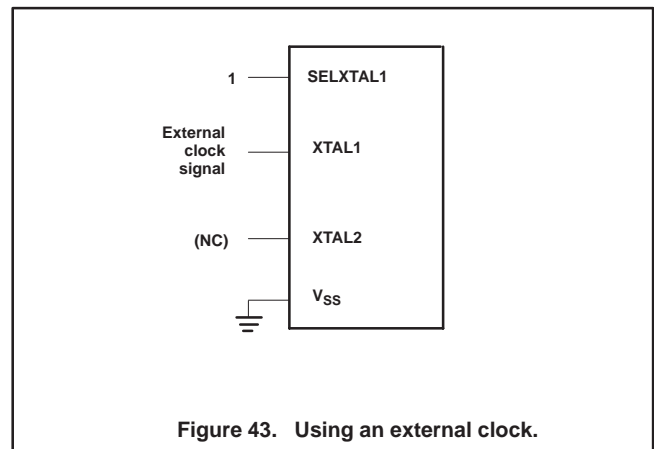 1 SELXTAL1
External
clock
signal
XTAL1
(NC) XTAL2
VSS
Figure 43. Using an external clock.